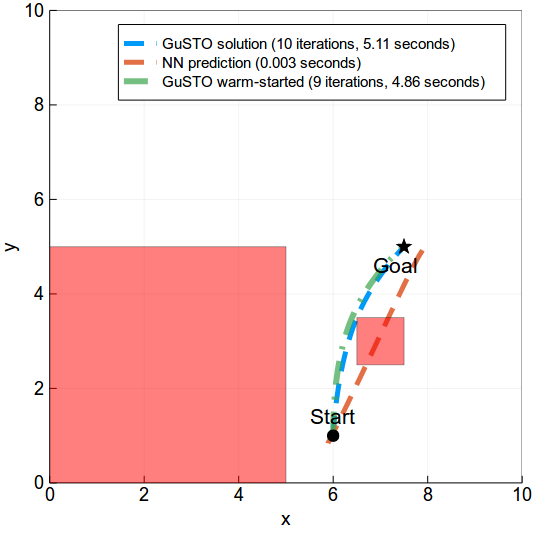 10
8
6
4
2
0
y
GuSTO solution (10 iterations, 5.11 seconds)
NN prediction (0.003 seconds)
GuSTO warm-started (9 iterations, 4.86 seconds)
Goal
Start
0 2 4 6 8 10
x